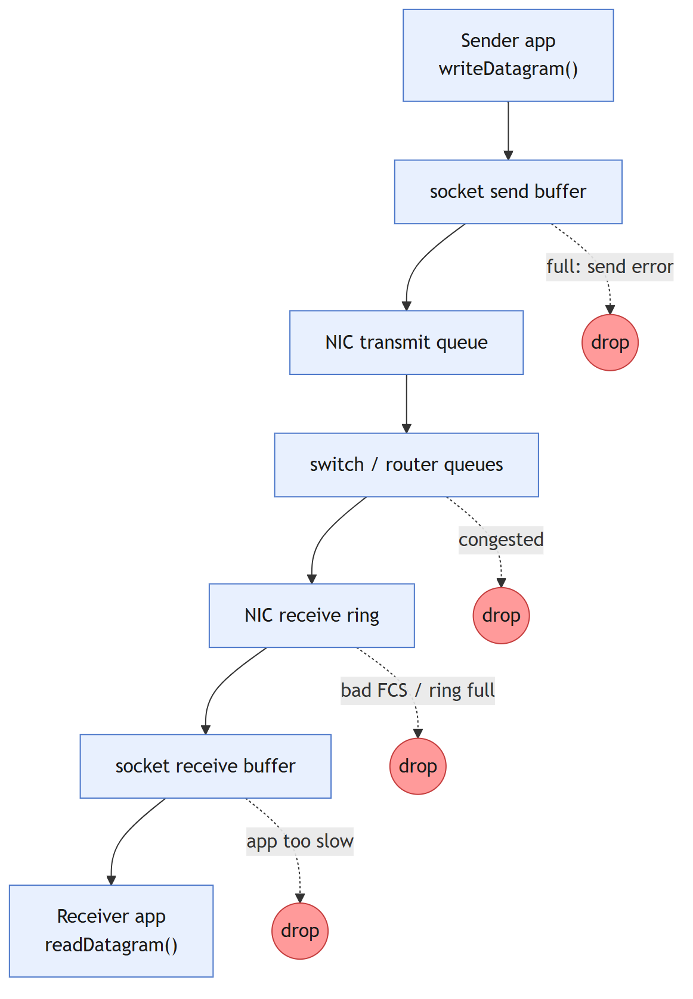 Sender app
writeDatagram()
socket send buffer
full: send error
NIC transmit queue
drop
switch / router queues
congested
NIC receive ring
drop
bad FCS / ring full
socket receive buffer
drop
app too slow
Receiver app
readDatagram()
drop